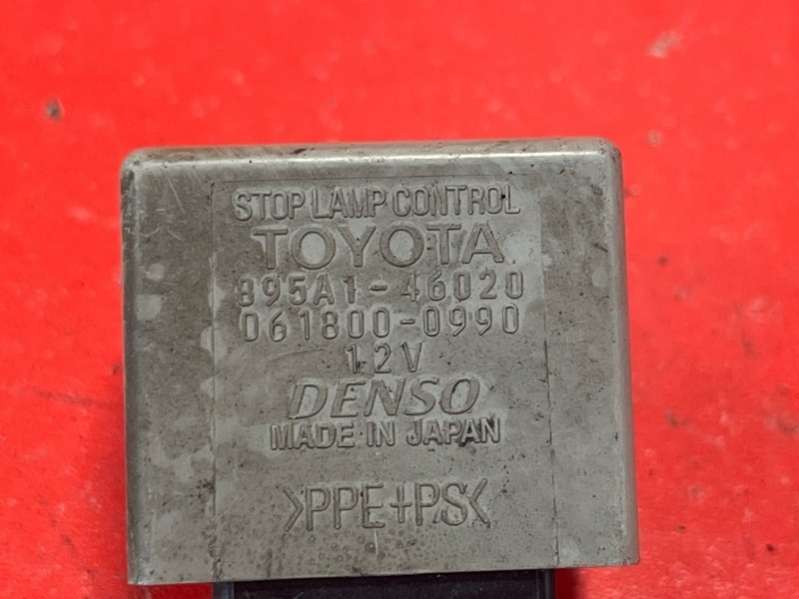 STOP LAMP CONTROL
TOYOTA
895A1-46020
061800-0990
12V
DENSO
MADE IN JAPAN
>PPE+PS<